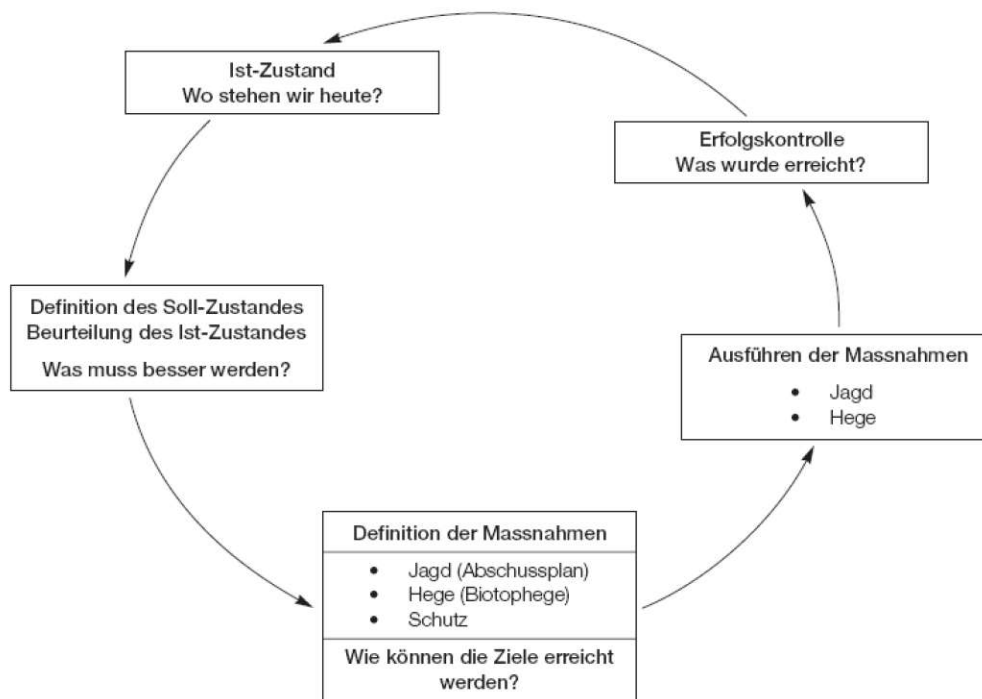 Ist-Zustand
Wo stehen wir heute?
Erfolgskontrolle
Was wurde erreicht?
Definition des Soll-Zustandes
Beurteilung des Ist-Zustandes
Was muss besser werden?
Ausführen der Massnahmen
• Jagd
• Hege
Definition der Massnahmen
• Jagd (Abschussplan)
• Hege (Biotophege)
• Schutz
Wie können die Ziele erreicht
werden?